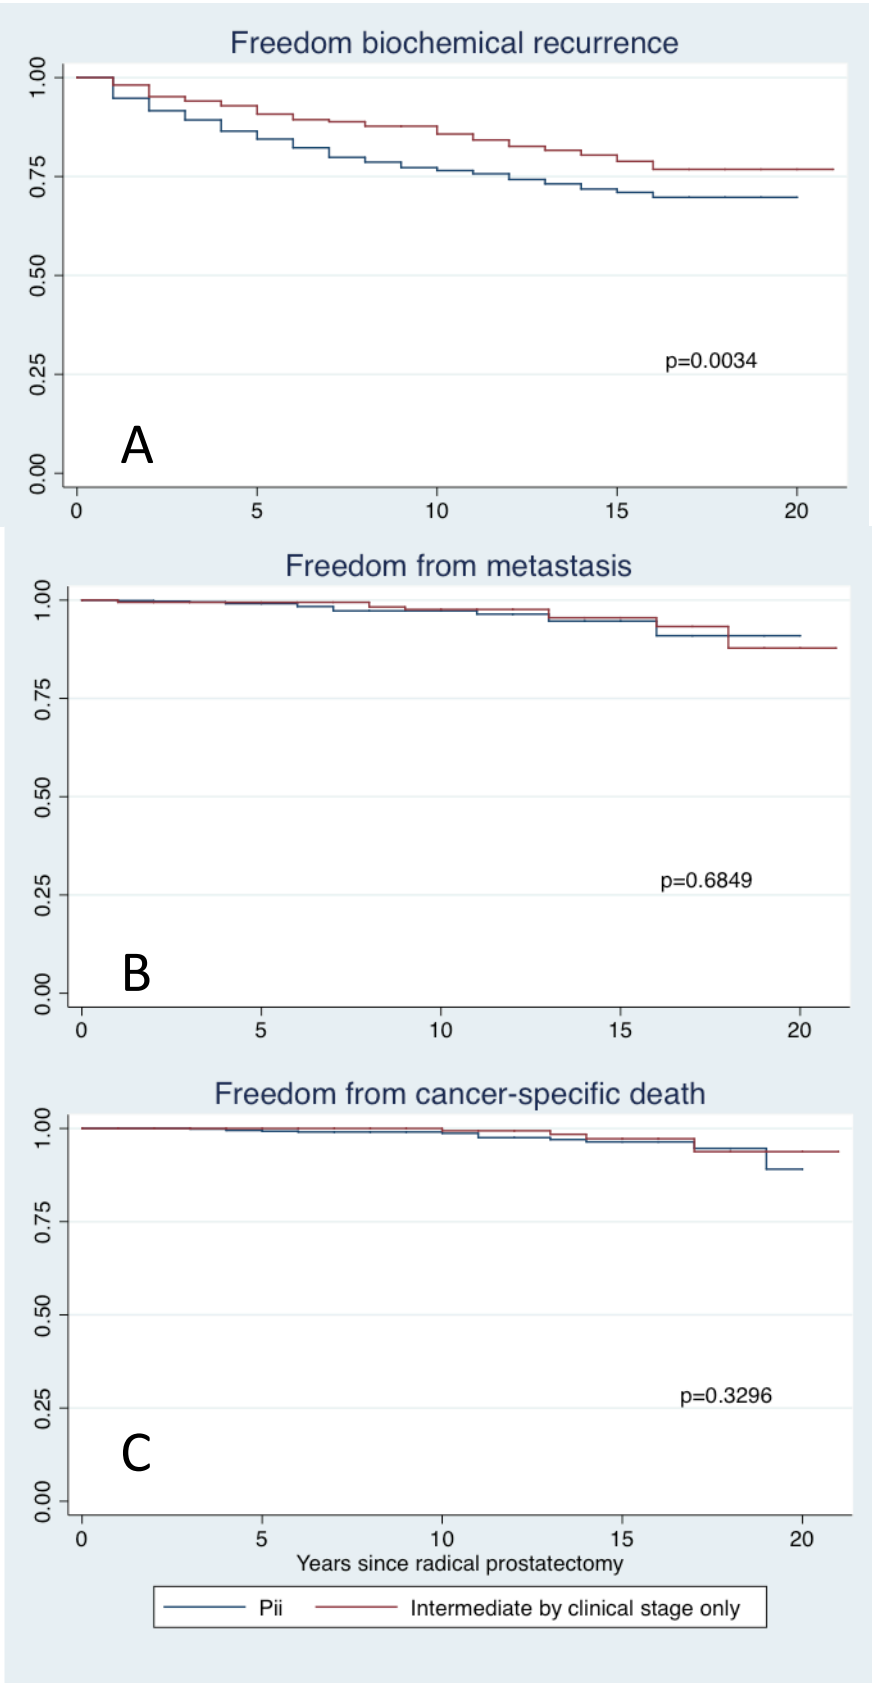 Freedom biochemical recurrence
1.00
0.75
0.50
0.25
0.00
p=0.0034
A
0 5 10 15 20
Freedom from metastasis
1.00
0.75
0.50
0.25
0.00
p=0.6849
B
0 5 10 15 20
Freedom from cancer-specific death
1.00
0.75
0.50
0.25
0.00
p=0.3296
C
0 5 10 15 20
Years since radical prostatectomy
Pii Intermediate by clinical stage only